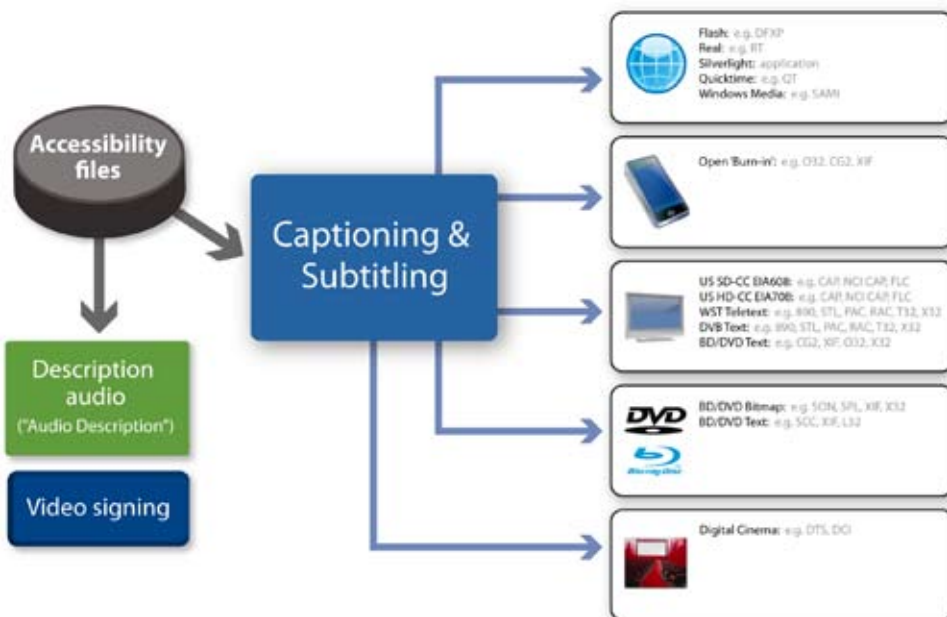 Accessibility
files
Captioning &
Subtitling
Description
audio
("Audio Description")
Video signing
Flash: e.g. DFXP
Real: e.g. RT
Silverlight: application
Quicktime: e.g. QT
Windows Media: e.g. SAMI
Open 'Burn-in': e.g. O32, CG2, XIF
US SD-CC EIA608: e.g. CAP, NCI CAP, FLC
US HD-CC EIA708: e.g. CAP, NCI CAP, FLC
WST Teletext: e.g. 890, STL, PAC, RAC, T32, X32
DVB Text: e.g. 890, STL, PAC, RAC, T32, X32
BD/DVD Text: e.g. CG2, XIF, O32, X32
DVD
Blu-ray Disc
BD/DVD Bitmap: e.g. SON, SPL, XIF, X32
BD/DVD Text: e.g. SCC, XIF, L32
Digital Cinema: e.g. DTS, DCI